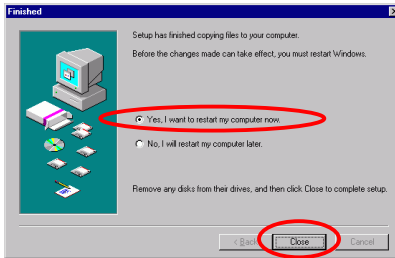 Finished
Setup has finished copying files to your computer.
Before the changes made can take effect, you must restart Windows.
Yes, I want to restart my computer now.
No, I will restart my computer later.
Remove any disks from their drives, and then click Close to complete setup.
< Back Close Cancel